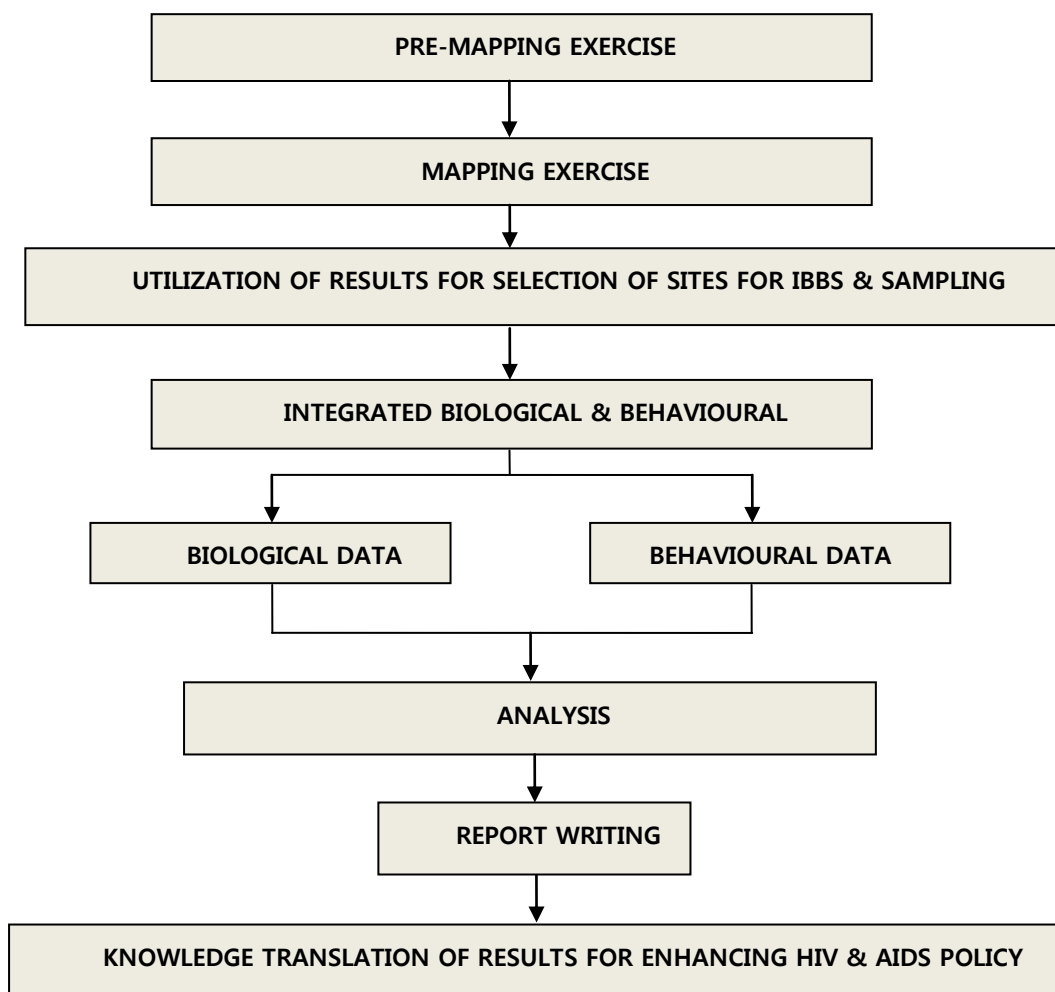 PRE-MAPPING EXERCISE
MAPPING EXERCISE
UTILIZATION OF RESULTS FOR SELECTION OF SITES FOR IBBS & SAMPLING
INTEGRATED BIOLOGICAL & BEHAVIOURAL
BIOLOGICAL DATA
BEHAVIOURAL DATA
ANALYSIS
REPORT WRITING
KNOWLEDGE TRANSLATION OF RESULTS FOR ENHANCING HIV & AIDS POLICY